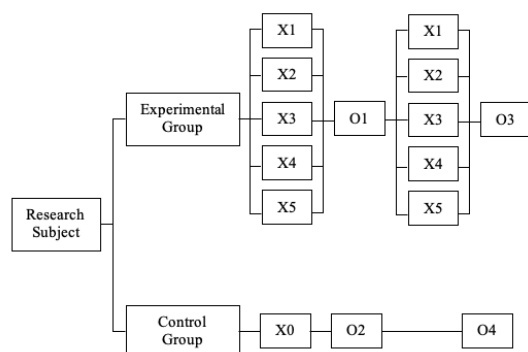 X1
X1
X2
X2
Experimental
Group
X3
O1
X3
O3
X4
X4
X5
X5
Research
Subject
Control
Group
X0
O2
O4